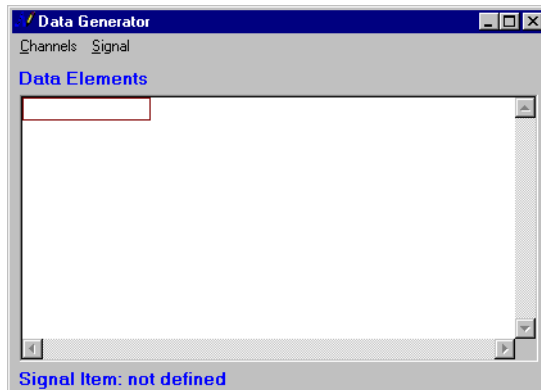 Data Generator
Channels Signal
Data Elements
Signal Item: not defined